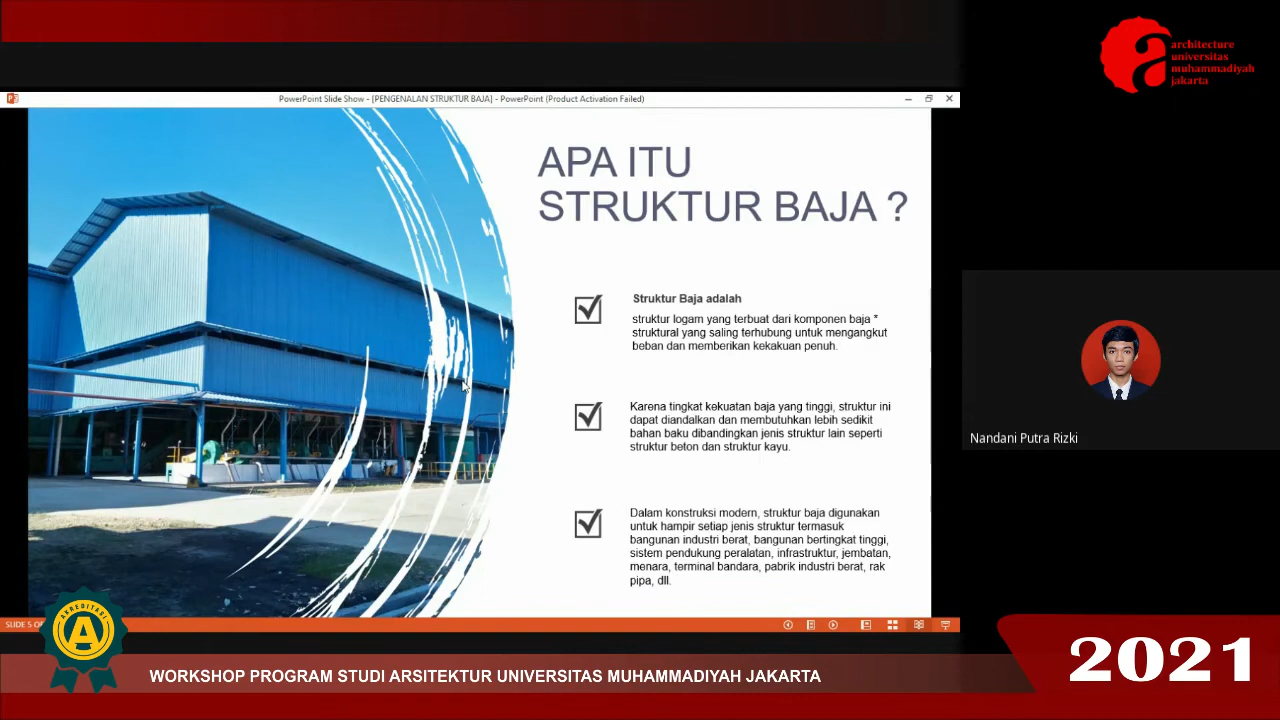 architecture
universitas
muhammadiyah
jakarta
PowerPoint Slide Show - [PENGENALAN STRUKTUR BAJA] - PowerPoint (Product Activation Failed)
APA ITU
STRUKTUR BAJA ?
Struktur Baja adalah
struktur logam yang terbuat dari komponen baja *
struktural yang saling terhubung untuk mengangkut
beban dan memberikan kekakuan penuh.
Karena tingkat kekuatan baja yang tinggi, struktur ini
dapat diandalkan dan membutuhkan lebih sedikit
bahan baku dibandingkan jenis struktur lain seperti
struktur beton dan struktur kayu.
Dalam konstruksi modern, struktur baja digunakan
untuk hampir setiap jenis struktur termasuk
bangunan industri berat, bangunan bertingkat tinggi,
sistem pendukung peralatan, infrastruktur, jembatan,
menara, terminal bandara, pabrik industri berat, rak
pipa, dll.
Nandani Putra Rizki
SLIDE 5
AKREDITASI
A
WORKSHOP PROGRAM STUDI ARSITEKTUR UNIVERSITAS MUHAMMADIYAH JAKARTA
2021